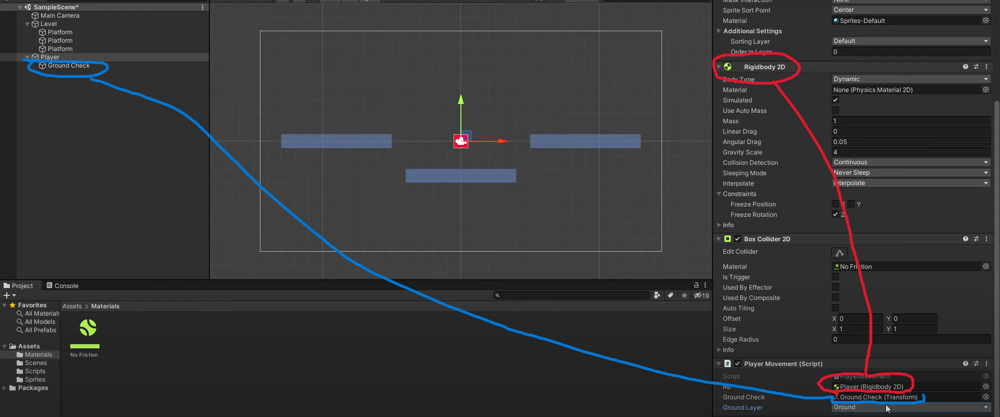 SampleScene*
Main Camera
Level
Platform
Platform
Platform
Player
Ground Check
Sprite Sort Point Center
Material Sprites-Default
Additional Settings
Sorting Layer Default
Order in Layer 0
Rigidbody 2D
Body Type Dynamic
Material None (Physics Material 2D)
Simulated
Use Auto Mass
Mass 1
Linear Drag 0
Angular Drag 0.05
Gravity Scale 4
Collision Detection Continuous
Sleeping Mode Never Sleep
Interpolate Interpolate
Constraints
Freeze Position X Y
Freeze Rotation Z
Info
Box Collider 2D
Edit Collider
Material No Friction
Is Trigger
Used By Effector
Used By Composite
Auto Tiling
Offset X 0 Y 0
Size X 1 Y 1
Edge Radius 0
Info
# Player Movement (Script)
Script PlayerMovement
Rb Player (Rigidbody 2D)
Ground Check Ground Check (Transform)
Ground Layer Ground
Project Console
19
Favorites
All Materials
All Models
All Prefabs
Assets
Materials
Scenes
Scripts
Sprites
Packages
Assets > Materials
No Friction